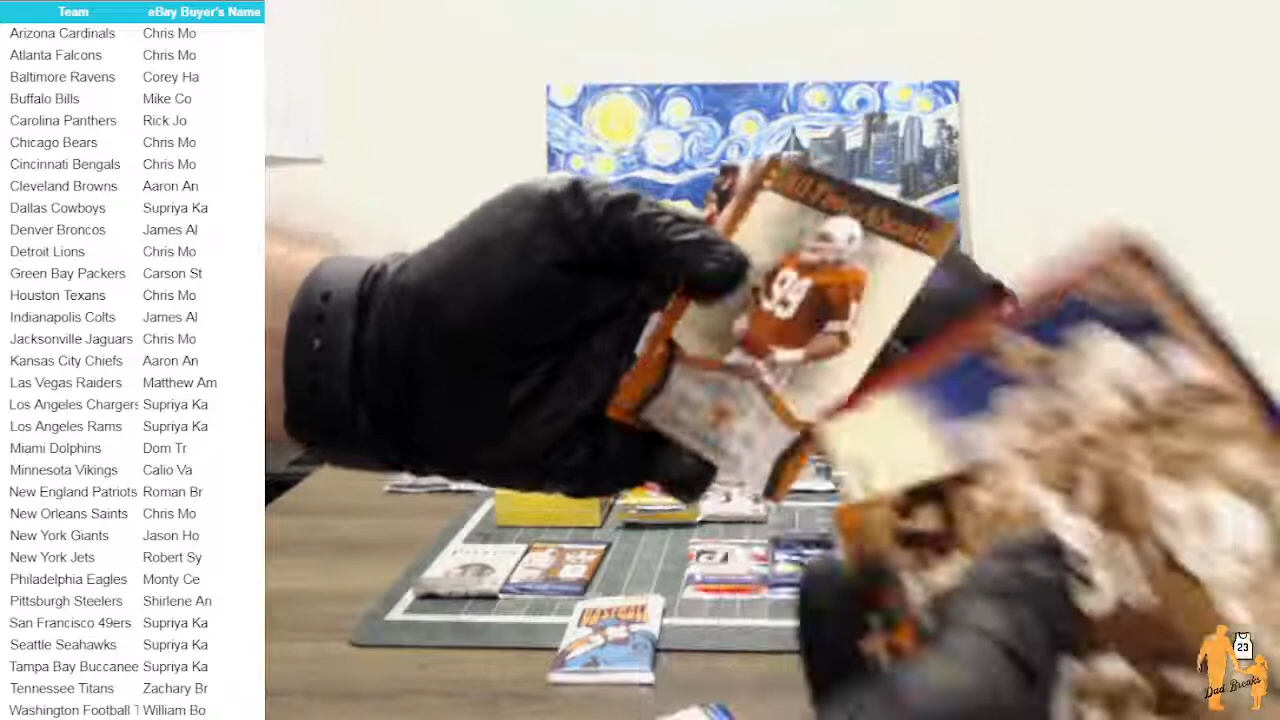 Team eBay Buyer's Name
Arizona Cardinals Chris Mo
Atlanta Falcons Chris Mo
Baltimore Ravens Corey Ha
Buffalo Bills Mike Co
Carolina Panthers Rick Jo
Chicago Bears Chris Mo
Cincinnati Bengals Chris Mo
Cleveland Browns Aaron An
Dallas Cowboys Supriya Ka
Denver Broncos James Al
Detroit Lions Chris Mo
Green Bay Packers Carson St
Houston Texans Chris Mo
Indianapolis Colts James Al
Jacksonville Jaguars Chris Mo
Kansas City Chiefs Aaron An
Las Vegas Raiders Matthew Am
Los Angeles Chargers Supriya Ka
Los Angeles Rams Supriya Ka
Miami Dolphins Dom Tr
Minnesota Vikings Calio Va
New England Patriots Roman Br
New Orleans Saints Chris Mo
New York Giants Jason Ho
New York Jets Robert Sy
Philadelphia Eagles Monty Ce
Pittsburgh Steelers Shirlene An
San Francisco 49ers Supriya Ka
Seattle Seahawks Supriya Ka
Tampa Bay Buccanee Supriya Ka
Tennessee Titans Zachary Br
Washington Football William Bo
99
23
Dad Breaks